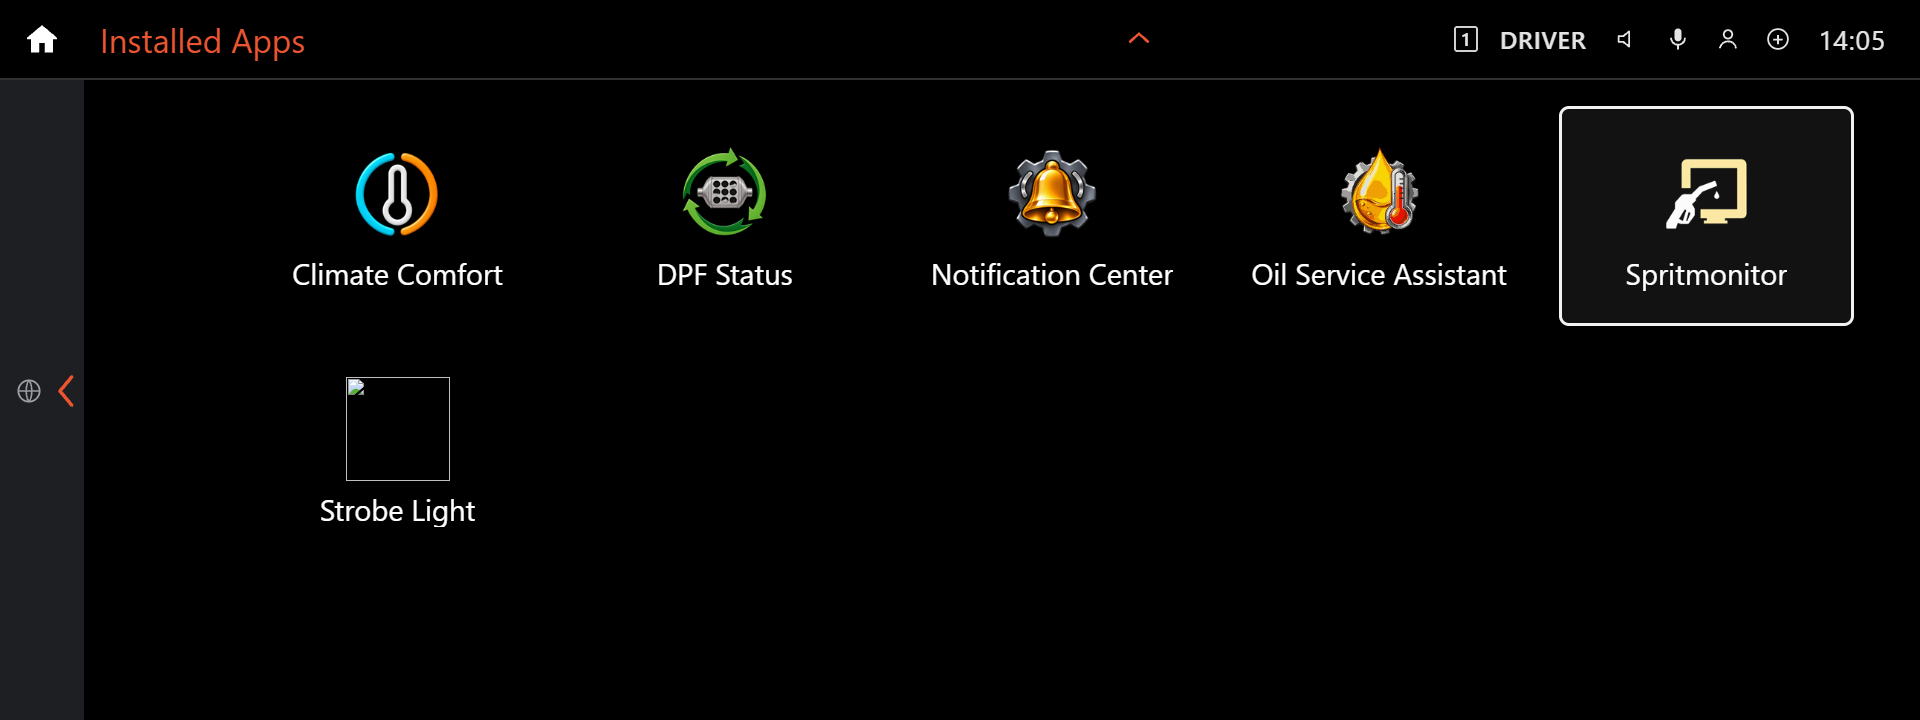 Installed Apps
1 DRIVER 14:05
Climate Comfort
DPF Status
Notification Center
Oil Service Assistant
Spritmonitor
Strobe Light